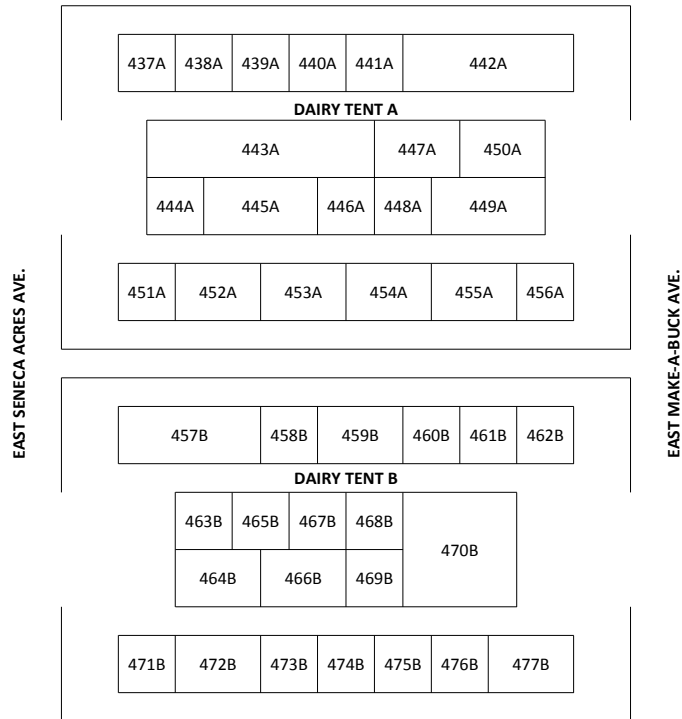 437A 438A 439A 440A 441A 442A
DAIRY TENT A
443A 447A 450A
444A 445A 446A 448A 449A
451A 452A 453A 454A 455A 456A
EAST SENECA ACRES AVE.
EAST MAKE-A-BUCK AVE.
457B 458B 459B 460B 461B 462B
DAIRY TENT B
463B 465B 467B 468B
470B
464B 466B 469B
471B 472B 473B 474B 475B 476B 477B